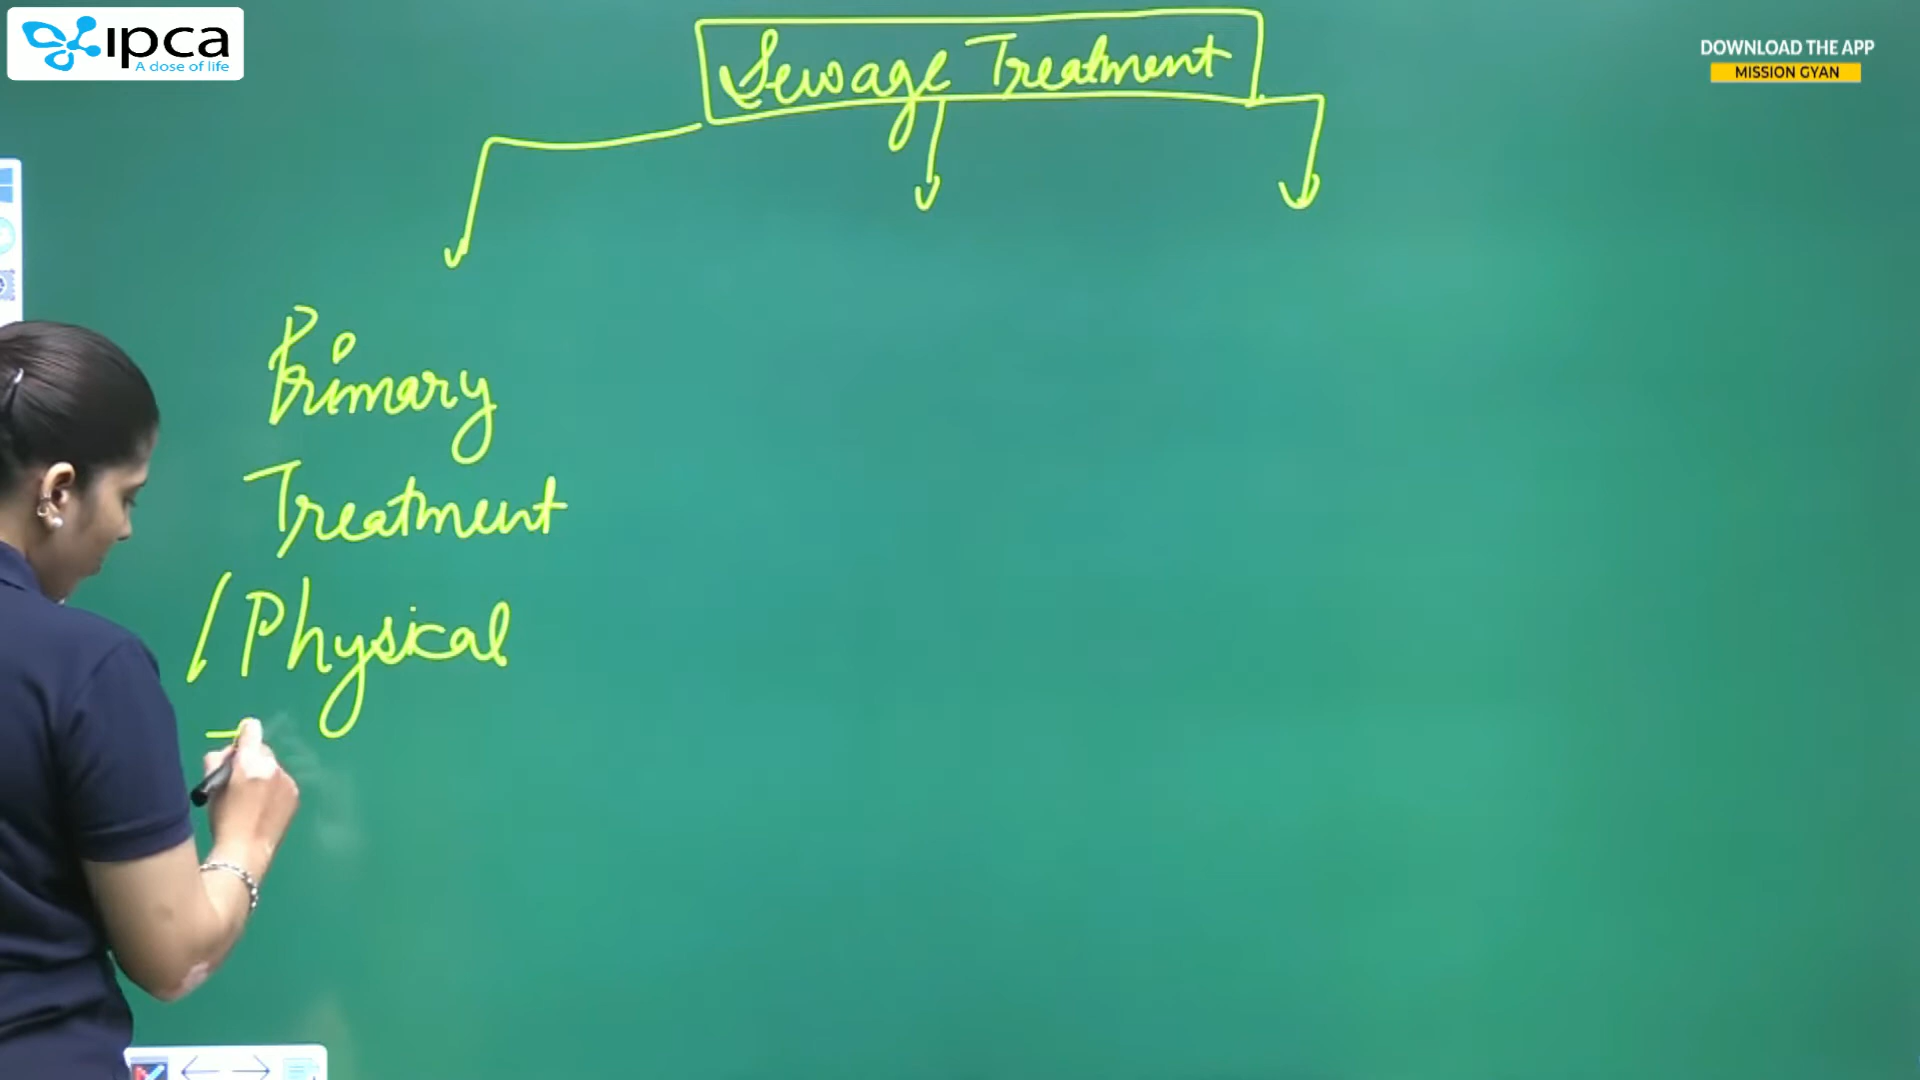 ipca
A dose of life
DOWNLOAD THE APP
MISSION GYAN
Sewage Treatment
Primary
Treatment
/Physical